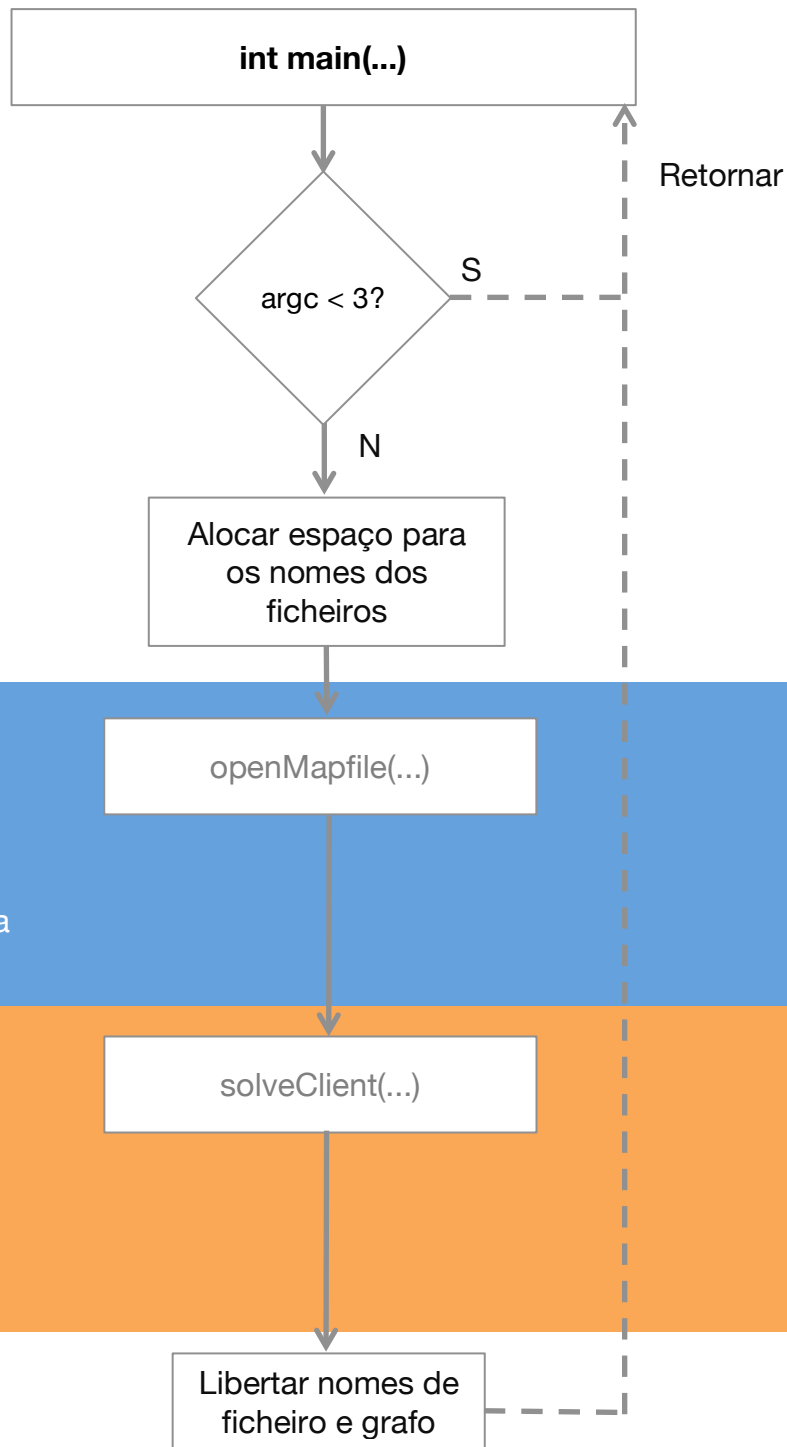 int main(...)
Retornar
S
argc < 3?
N
Alocar espaço para
os nomes dos
ficheiros
openMapfile(...)
a
solveClient(...)
Libertar nomes de
ficheiro e grafo